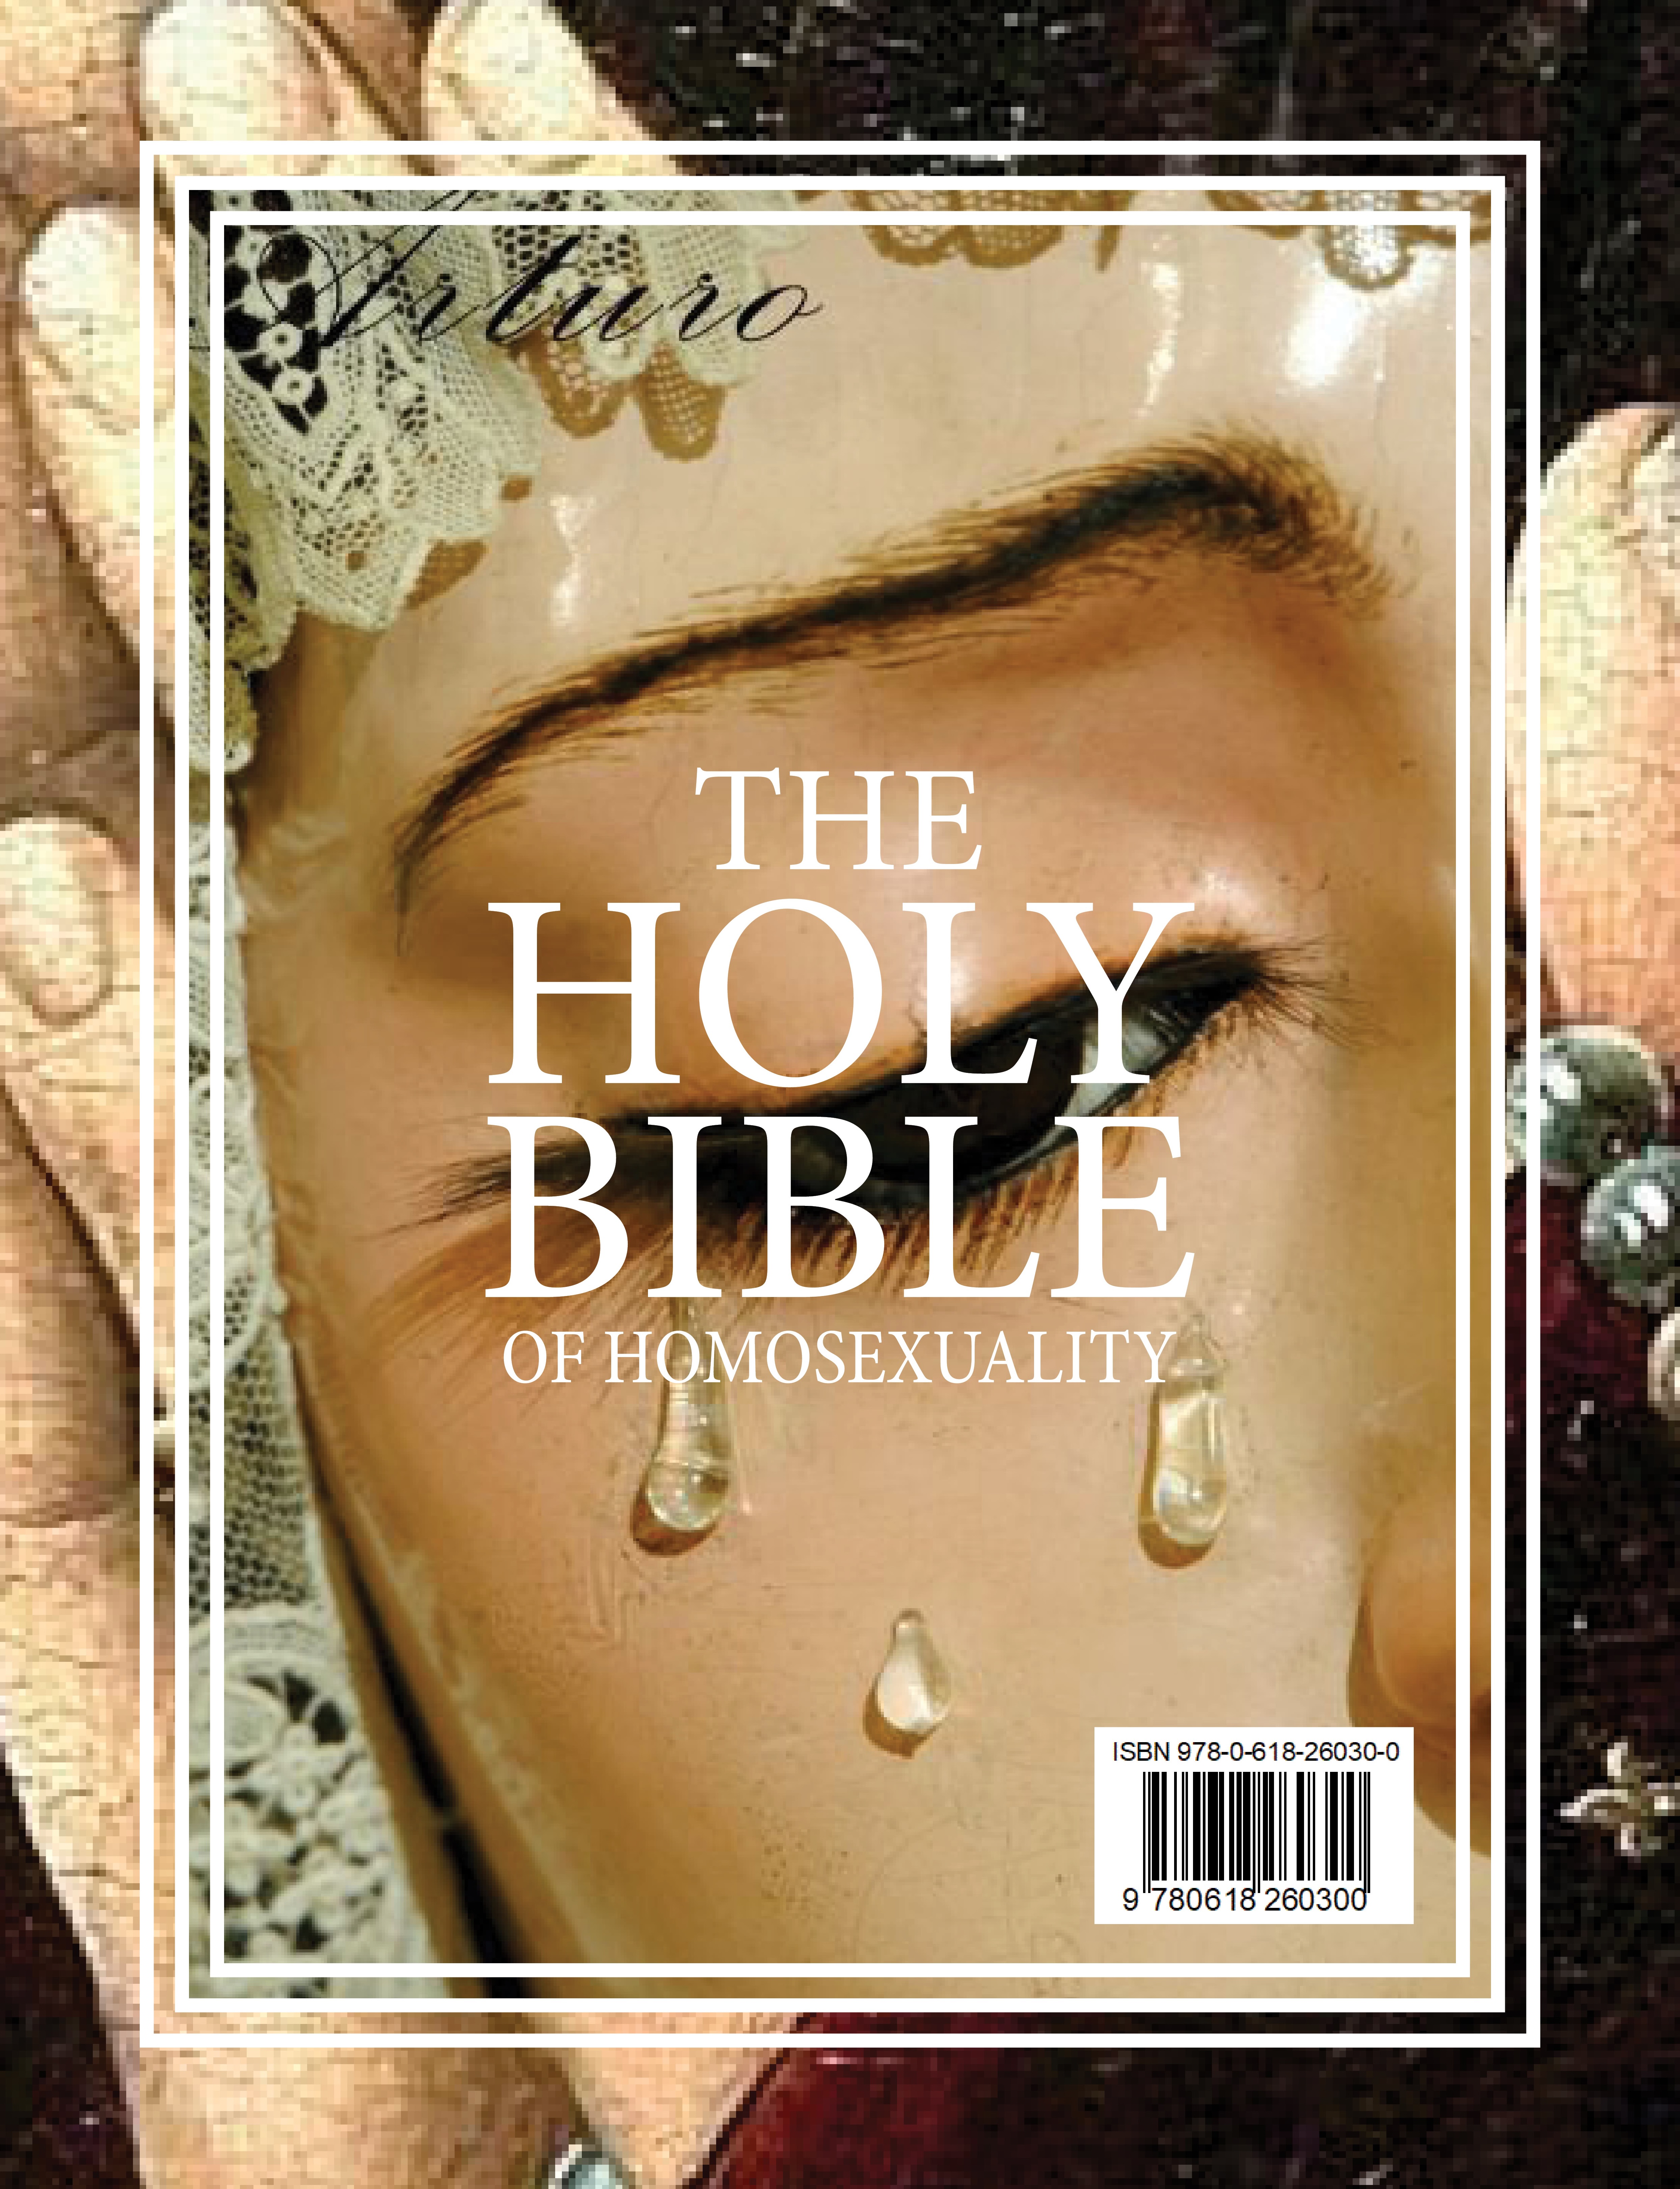 Arturo
THE
HOLY
BIBLE
OF HOMOSEXUALITY
ISBN 978-0-618-26030-0
9 780618 260300